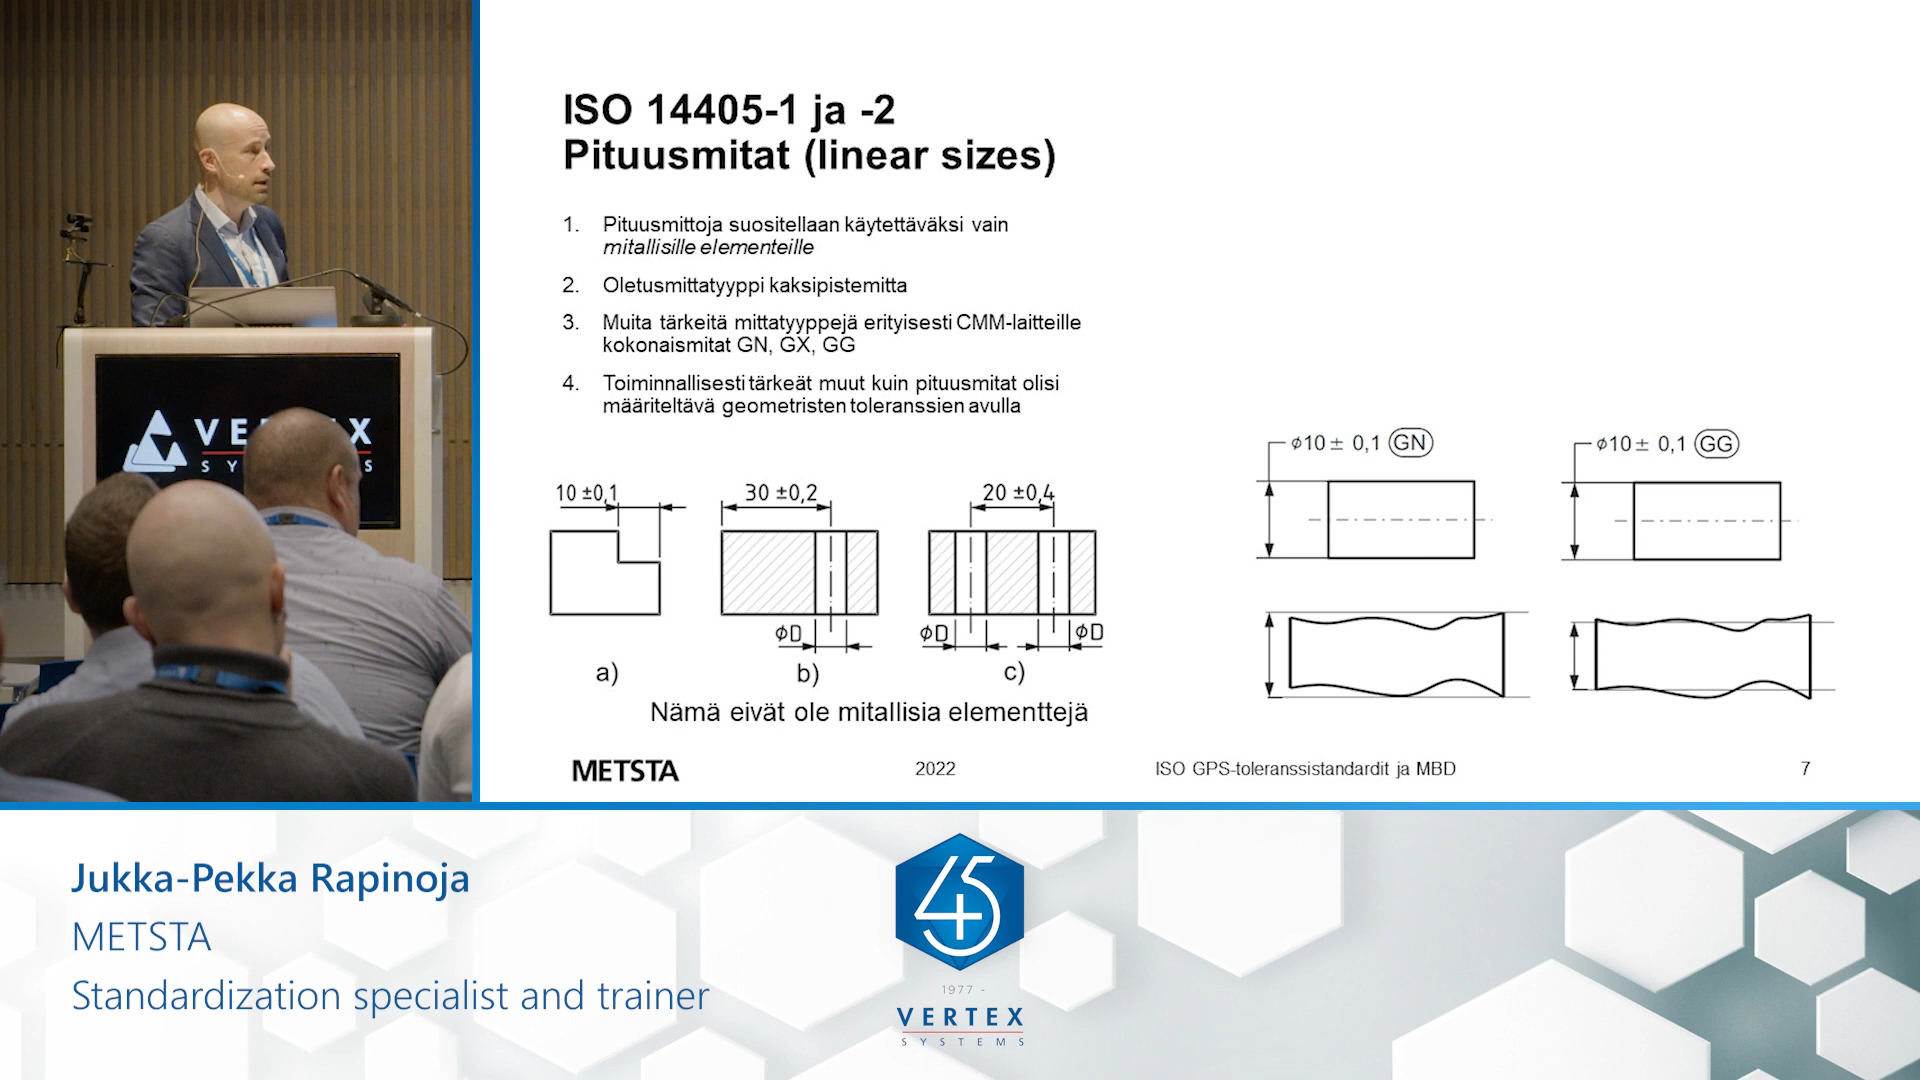 ISO 14405-1 ja -2
Pituusmitat (linear sizes)
1. Pituusmittoja suositellaan käytettäväksi vain
mitallisille elementeille
2. Oletusmittatyyppi kaksipistemitta
3. Muita tärkeitä mittatyyppejä erityisesti CMM-laitteille
kokonaismitat GN, GX, GG
4. Toiminnallisesti tärkeät muut kuin pituusmitat olisi
määriteltävä geometristen toleranssien avulla
10 ±0,1
30 ±0,2
20 ±0,4
⌀D
⌀D
⌀D
a)
b)
c)
Nämä eivät ole mitallisia elementtejä
⌀10 ± 0,1 GN
⌀10 ± 0,1 GG
METSTA
2022
ISO GPS-toleranssistandardit ja MBD
7
Jukka-Pekka Rapinoja
METSTA
Standardization specialist and trainer
45
1977 -
VERTEX
SYSTEMS